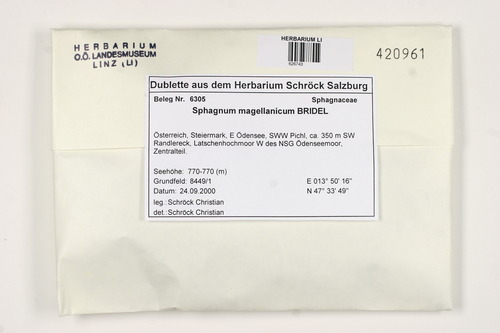 HERBARIUM
O.Ö. LANDESMUSEUM
LINZ (LI)
HERBARIUM LI
420961
Dublette aus dem Herbarium Schröck Salzburg
Beleg Nr. 6305 Sphagnaceae
Sphagnum magellanicum BRIDEL
Österreich, Steiermark, E Ödensee, SWW Pichl, ca. 350 m SW
Randlereck, Latschenhochmoor W des NSG Ödenseemoor,
Zentralteil.
Seehöhe: 770-770 (m)
Grundfeld: 8449/1 E 013° 50' 16"
Datum: 24.09.2000 N 47° 33' 49"
leg.: Schröck Christian
det.: Schröck Christian